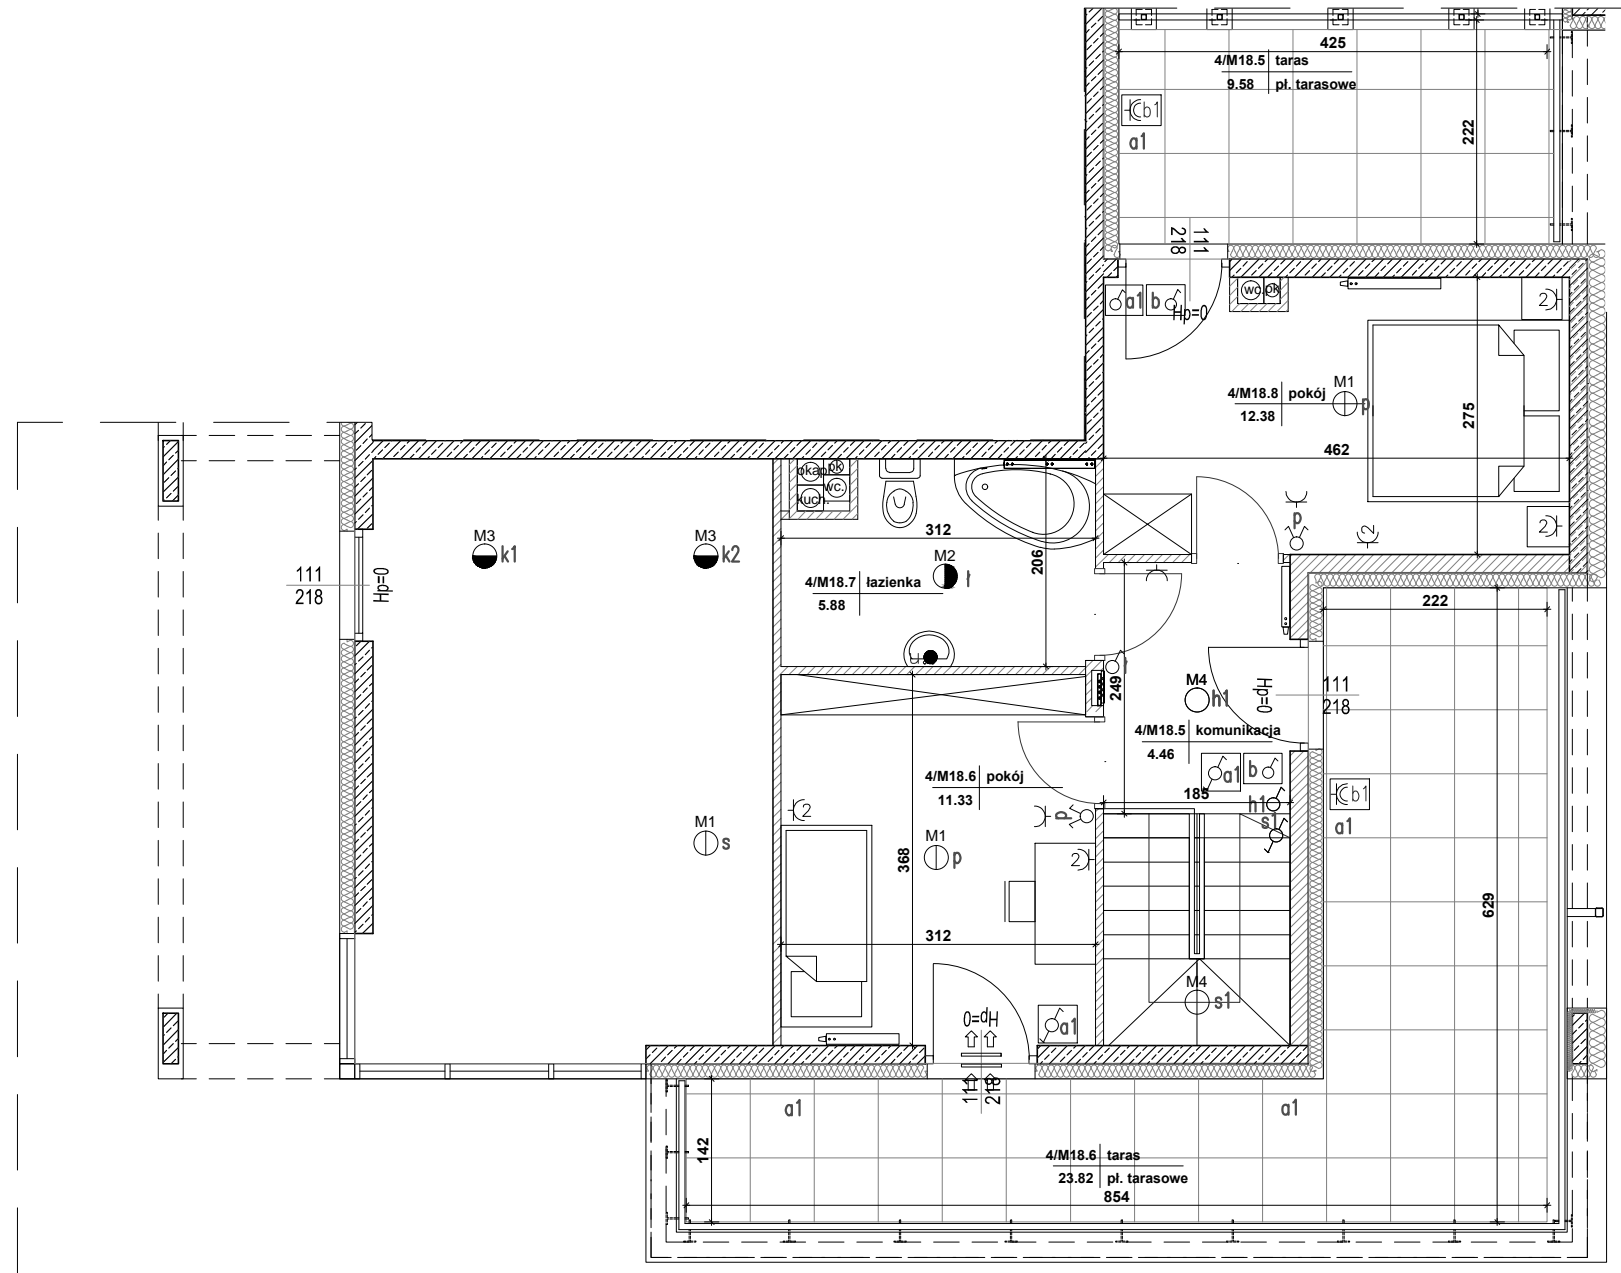 425
4/M18.5 taras
9.58 pł. tarasowe
222
b1
a1
111
218
Hp=0
a1
b
wc
pk
2
4/M18.8 pokój
12.38
M1
p
275
462
2
2
p
okap
pk
wc.
kuch.
312
M2
ł
4/M18.7 łazienka
5.88
206
M3
k1
M3
k2
111
218
Hp=0
222
249
ł
M4
h1
Hp=0
111
218
4/M18.5 komunikacja
4.46
a1
b
185
h1
s1
b1
a1
4/M18.6 pokój
11.33
2
p
M1
s
M1
p
2
368
312
629
M4
s1
Hp=0
a1
111
218
a1
a1
142
4/M18.6 taras
23.82 pł. tarasowe
854